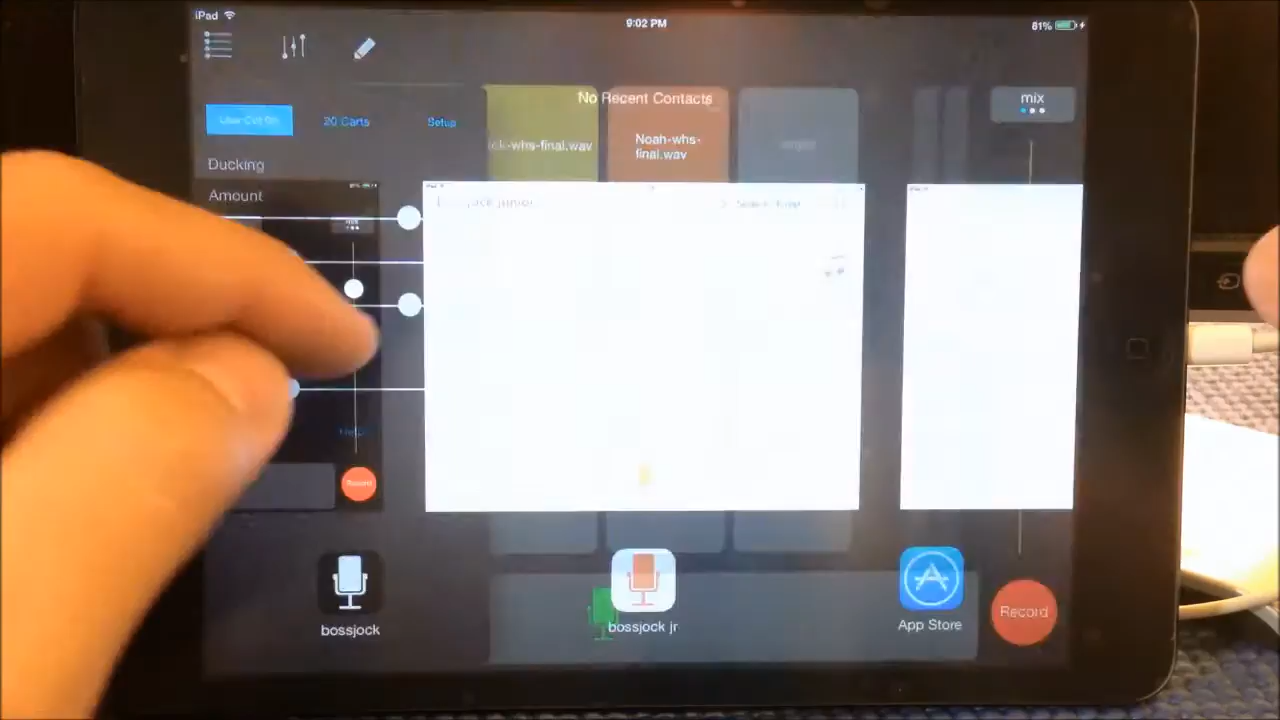 iPad
9:02 PM
81%
No Recent Contacts
mix
20 Carts
Setup
ck-whs-final.wav
Noah-whs-
final.wav
Ducking
Amount
Record
bossjock
bossjock jr
App Store
Record